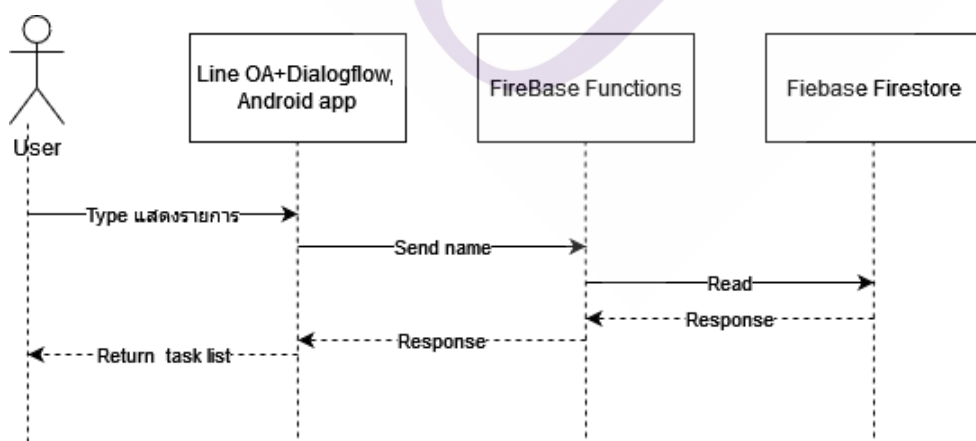 Line OA+Dialogflow,
Android app
FireBase Functions
Fiebase Firestore
User
Type แสดงรายการ
Send name
Read
Response
Response
Return task list